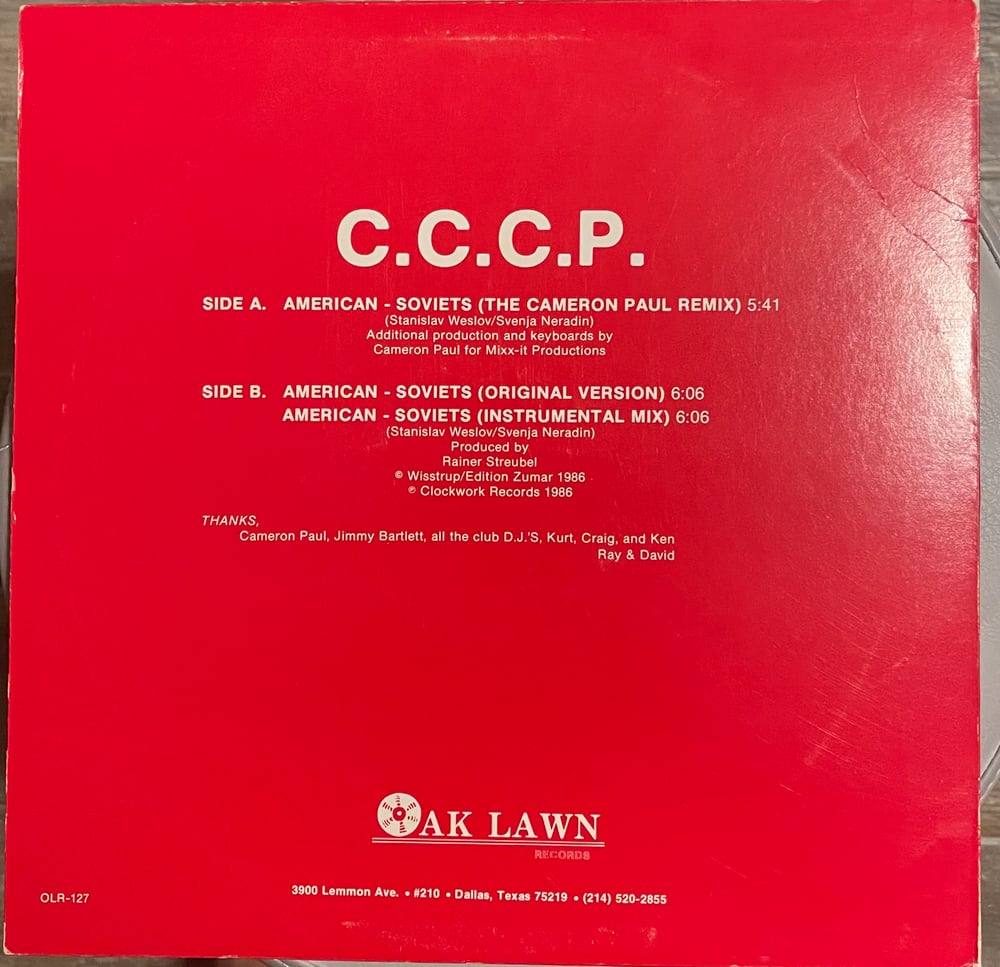 C.C.C.P.
SIDE A. AMERICAN - SOVIETS (THE CAMERON PAUL REMIX) 5:41
(Stanislav Weslov/Svenja Neradin)
Additional production and keyboards by
Cameron Paul for Mixx-it Productions
SIDE B. AMERICAN - SOVIETS (ORIGINAL VERSION) 6:06
AMERICAN - SOVIETS (INSTRUMENTAL MIX) 6:06
(Stanislav Weslov/Svenja Neradin)
Produced by
Rainer Streubel
© Wisstrup/Edition Zumar 1986
℗ Clockwork Records 1986
THANKS,
Cameron Paul, Jimmy Bartlett, all the club D.J.'S, Kurt, Craig, and Ken
Ray & David
OAK LAWN
RECORDS
3900 Lemmon Ave. • #210 • Dallas, Texas 75219 • (214) 520-2855
OLR-127